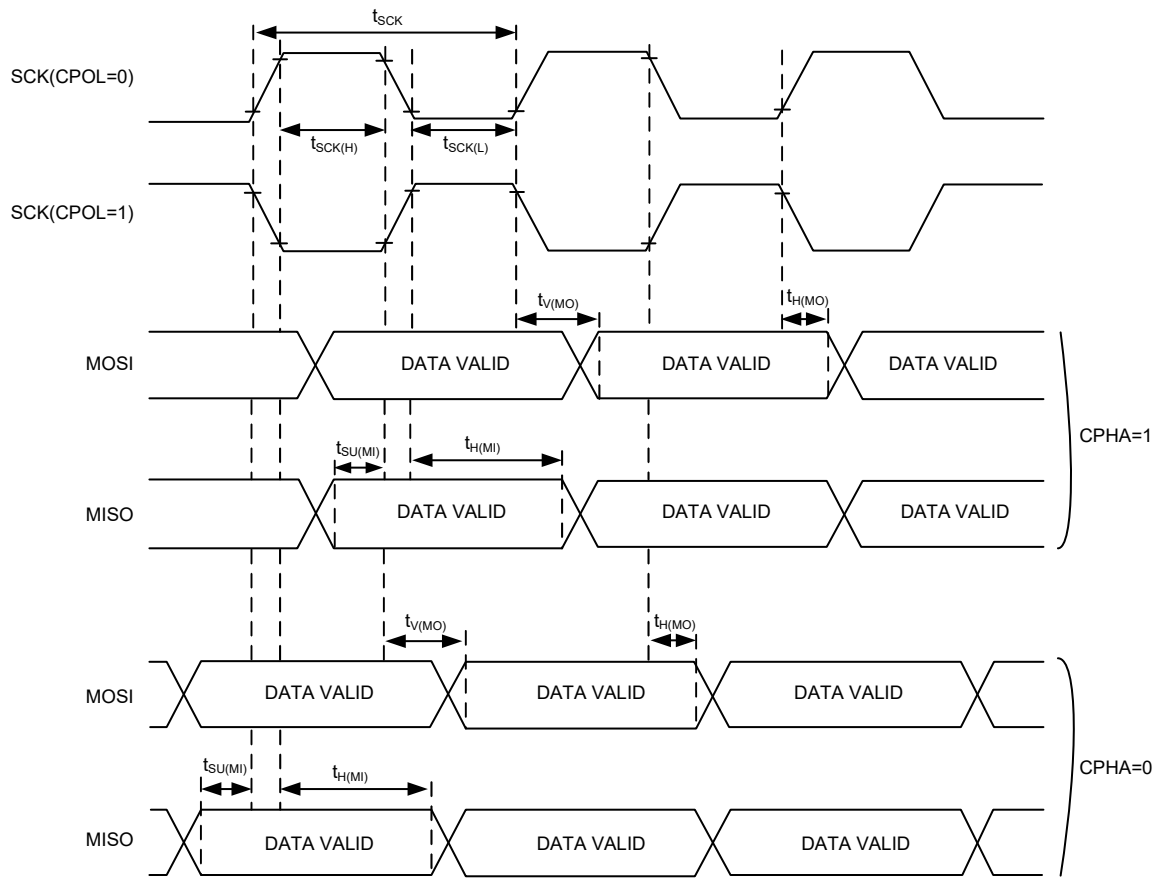 tSCK
SCK(CPOL=0)
tSCK(H) tSCK(L)
SCK(CPOL=1)
tV(MO) tH(MO)
MOSI DATA VALID DATA VALID DATA VALID
CPHA=1
tSU(MI) tH(MI)
MISO DATA VALID DATA VALID DATA VALID
tV(MO) tH(MO)
MOSI DATA VALID DATA VALID DATA VALID
CPHA=0
tSU(MI) tH(MI)
MISO DATA VALID DATA VALID DATA VALID